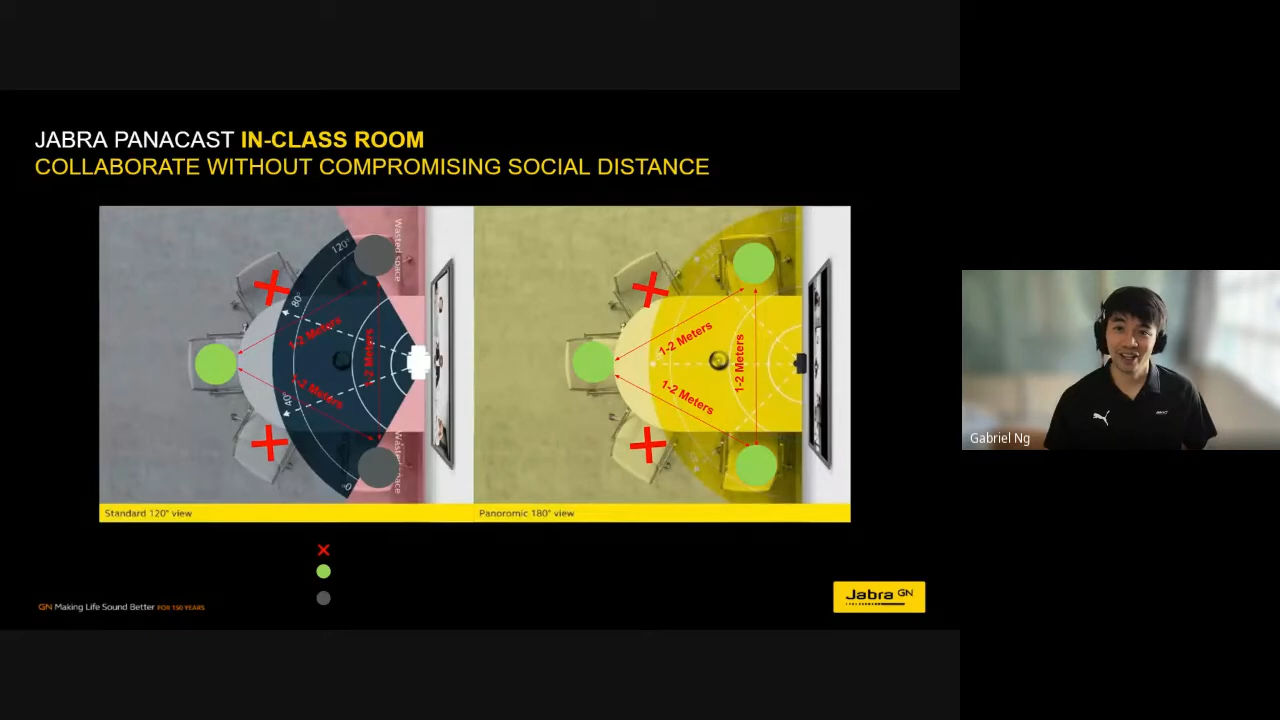 JABRA PANACAST IN-CLASS ROOM
COLLABORATE WITHOUT COMPROMISING SOCIAL DISTANCE
Wasted space
120°
80°
1-2 Meters
1-2 Meters
1-2 Meters
40°
Wasted space
0°
Standard 120° view
1-2 Meters
1-2 Meters
1-2 Meters
Panoromic 180° view
GN Making Life Sound Better FOR 150 YEARS
Jabra GN
Gabriel Ng